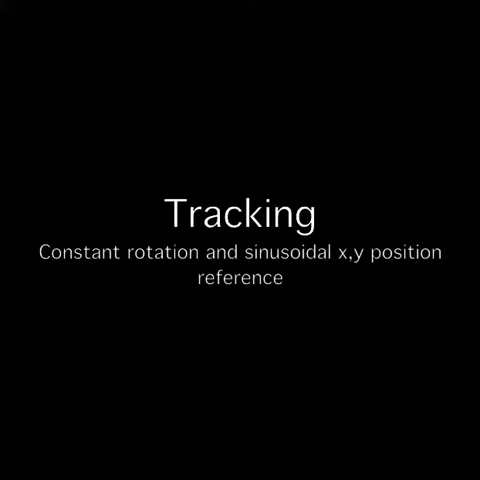 Tracking
Constant rotation and sinusoidal x,y position
reference